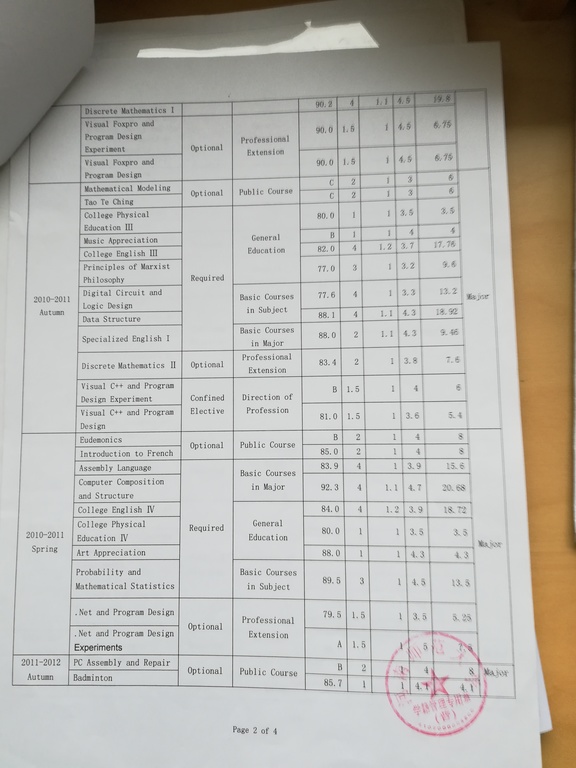 Discrete Mathematics I 90.2 4 1.1 4.5 19.8
Visual Foxpro and
Program Design
Experiment 90.0 1.5 1 4.5 6.75
Optional Professional
Extension
Visual Foxpro and
Program Design 90.0 1.5 1 4.5 6.75
2010-2011
Autumn
Mathematical Modeling C 2 1 3 6
Optional Public Course
Tao Te Ching C 2 1 3 6
College Physical
Education Ⅲ 80.0 1 1 3.5 3.5
Required General
Education
Music Appreciation B 1 1 4 4
College English Ⅲ 82.0 4 1.2 3.7 17.76
Principles of Marxist
Philosophy 77.0 3 1 3.2 9.6
Digital Circuit and
Logic Design 77.6 4 1 3.3 13.2
Basic Courses
in Subject
Major
Data Structure 88.1 4 1.1 4.3 18.92
Specialized English I Basic Courses
in Major 88.0 2 1.1 4.3 9.46
Discrete Mathematics Ⅱ Optional Professional
Extension 83.4 2 1 3.8 7.6
Visual C++ and Program
Design Experiment B 1.5 1 4 6
Confined
Elective
Direction of
Profession
Visual C++ and Program
Design 81.0 1.5 1 3.6 5.4
2010-2011
Spring
Eudemonics B 2 1 4 8
Optional Public Course
Introduction to French 85.0 2 1 4 8
Assembly Language 83.9 4 1 3.9 15.6
Required Basic Courses
in Major
Computer Composition
and Structure 92.3 4 1.1 4.7 20.68
College English Ⅳ 84.0 4 1.2 3.9 18.72
General
Education
College Physical
Education Ⅳ 80.0 1 1 3.5 3.5
Major
Art Appreciation 88.0 1 1 4.3 4.3
Probability and
Mathematical Statistics Basic Courses
in Subject 89.5 3 1 4.5 13.5
.Net and Program Design 79.5 1.5 1 3.5 5.25
Optional Professional
Extension
.Net and Program Design
Experiments A 1.5 1 5 7.5
2011-2012
Autumn
PC Assembly and Repair B 2 1 4 8
Optional Public Course Major
Badminton 85.7 1 1 4.1 4.1
Page 2 of 4